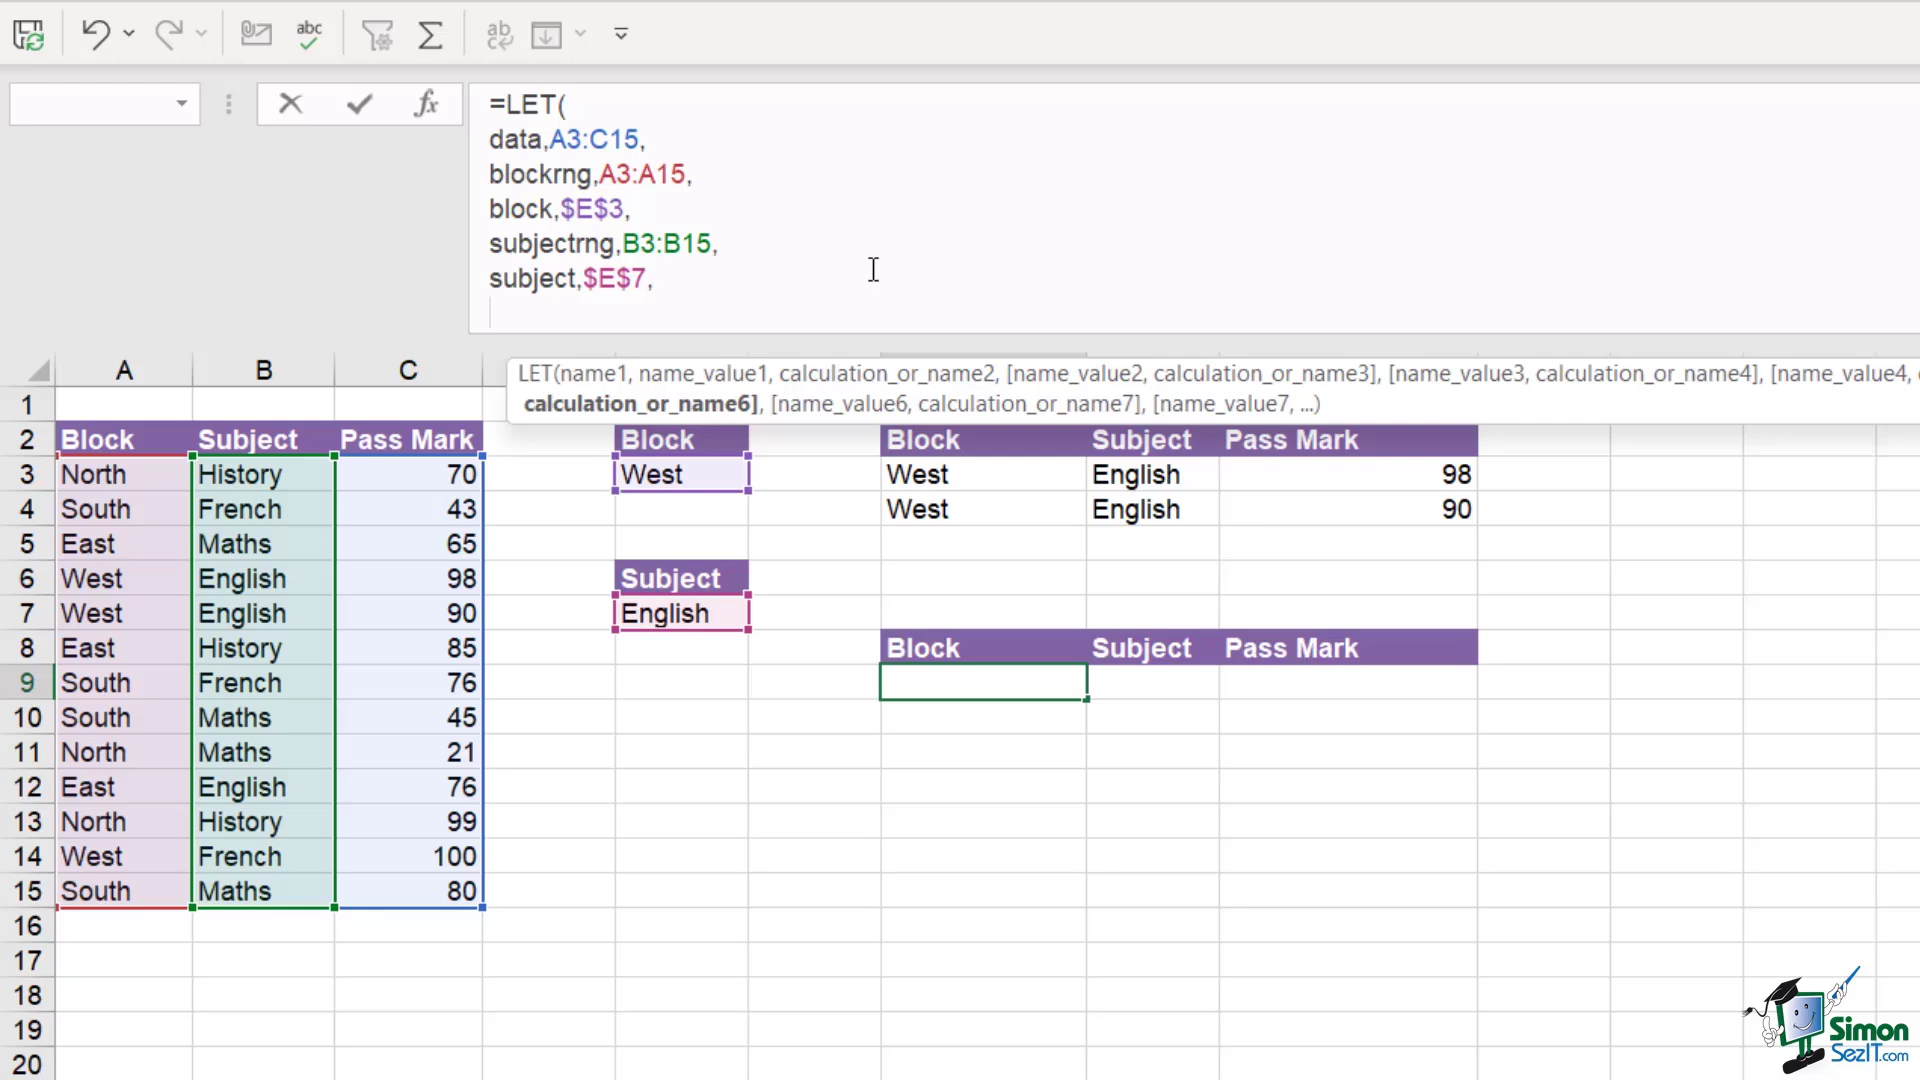 abc
ab
=LET(
data,A3:C15,
blockrng,A3:A15,
block,$E$3,
subjectrng,B3:B15,
subject,$E$7,
fx
LET(name1, name_value1, calculation_or_name2, [name_value2, calculation_or_name3], [name_value3, calculation_or_name4], [name_value4,
calculation_or_name6], [name_value6, calculation_or_name7], [name_value7, ...)
A B C
1
2 Block Subject Pass Mark Block Block Subject Pass Mark
3 North History 70 West West English 98
4 South French 43 West English 90
5 East Maths 65
6 West English 98 Subject
7 West English 90 English
8 East History 85 Block Subject Pass Mark
9 South French 76
10 South Maths 45
11 North Maths 21
12 East English 76
13 North History 99
14 West French 100
15 South Maths 80
16
17
18
19
20
Simon
SezIT.com